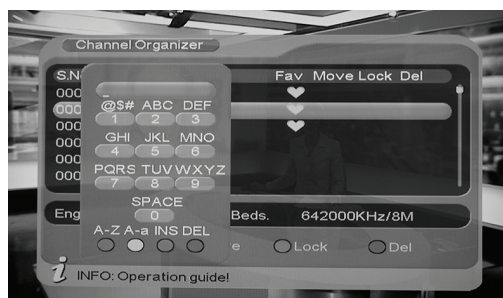 Channel Organizer
S.N Fav Move Lock Del
000
000
000
000
000
000
_
@$# ABC DEF
1 2 3
GHI JKL MNO
4 5 6
PQRS TUV WXYZ
7 8 9
SPACE
0
A-Z A-a INS DEL
Eng Beds. 642000KHz/8M
e Lock Del
i INFO: Operation guide!